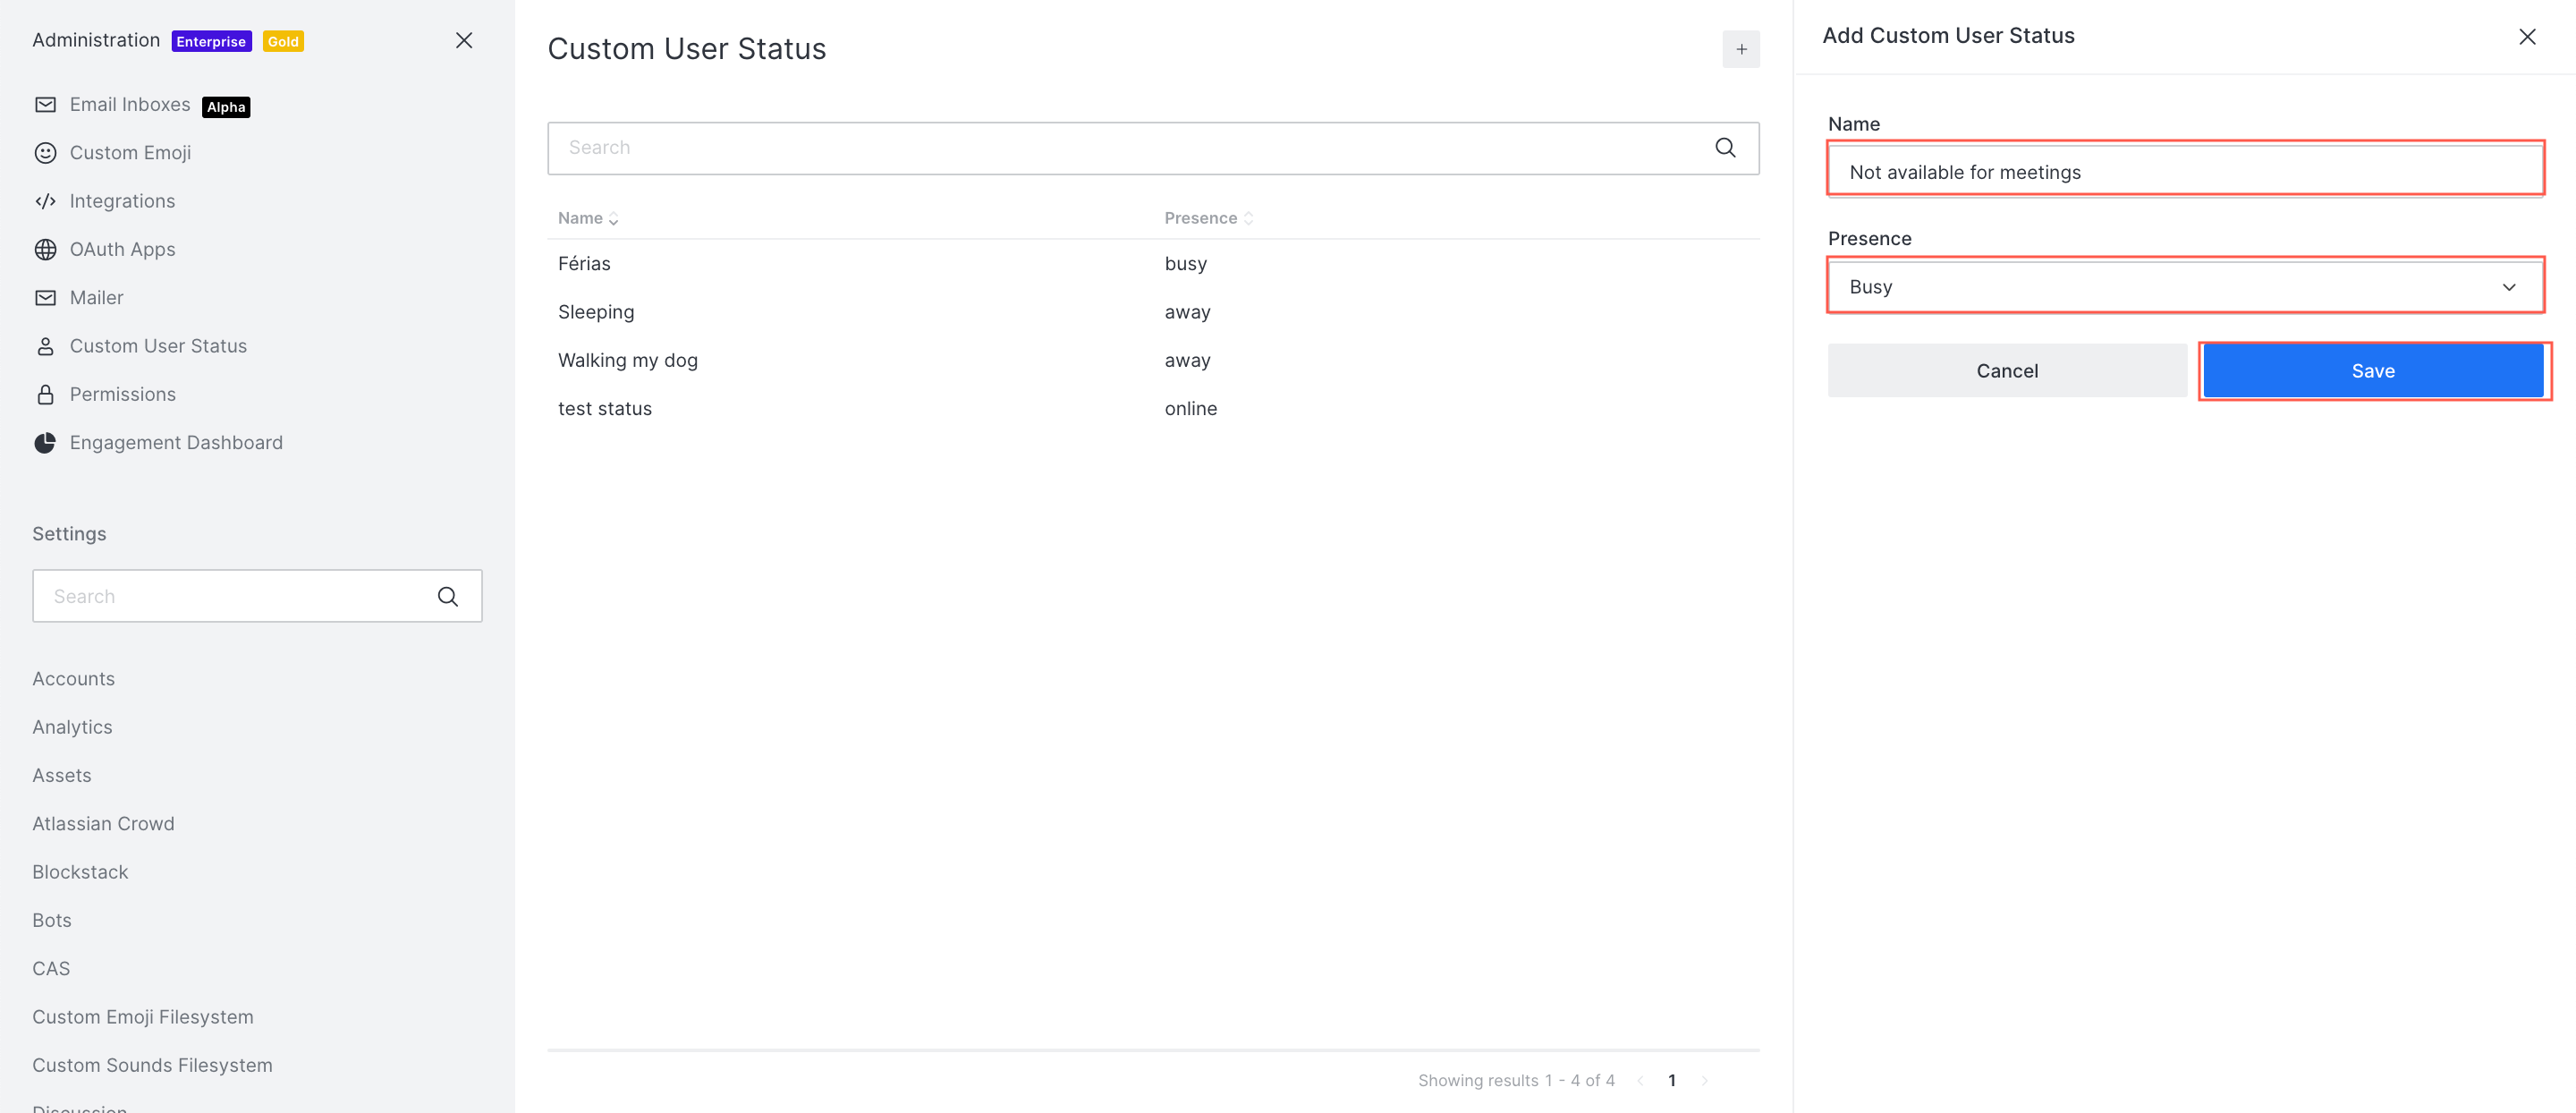 Administration Enterprise Gold
Email Inboxes Alpha
Custom Emoji
Integrations
OAuth Apps
Mailer
Custom User Status
Permissions
Engagement Dashboard
Settings
Search
Accounts
Analytics
Assets
Atlassian Crowd
Blockstack
Bots
CAS
Custom Emoji Filesystem
Custom Sounds Filesystem
Discussion
Custom User Status
Search
Name Presence
Férias busy
Sleeping away
Walking my dog away
test status online
Showing results 1 - 4 of 4 1
Add Custom User Status
Name
Not available for meetings
Presence
Busy
Cancel Save